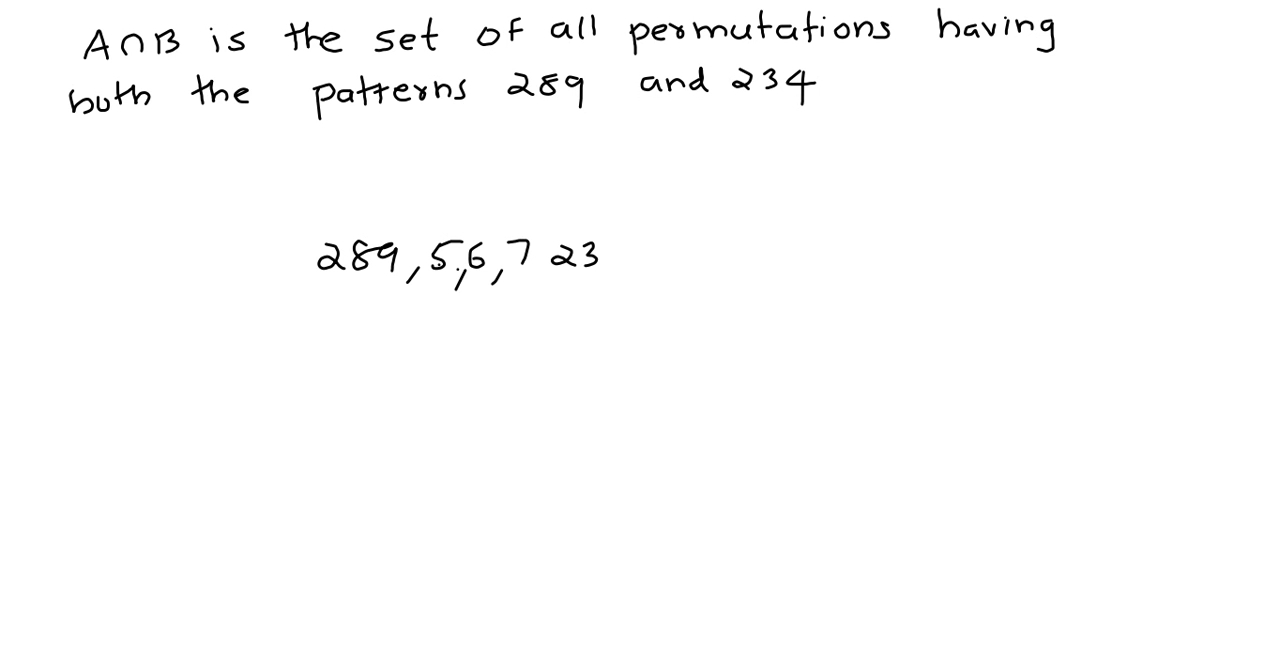 A∩B is the set of all permutations having
both the patterns 289 and 234
289,5,6,7 23